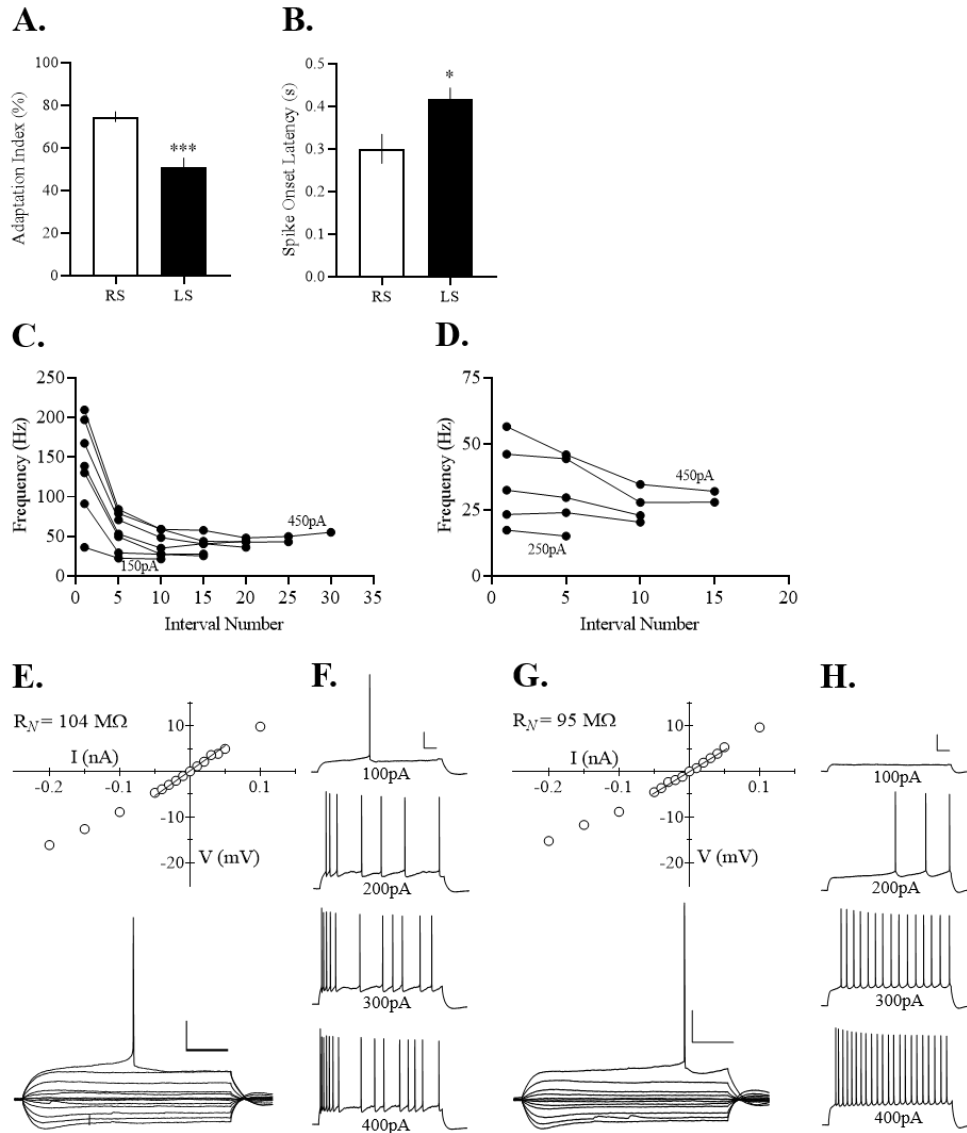 A.
B.
Adaptation Index (%)
100
80
60
40
20
0
***
RS
LS
Spike Onset Latency (s)
0.5
0.4
0.3
0.2
0.1
0.0
*
RS
LS
C.
D.
Frequency (Hz)
250
200
150
100
50
0
450pA
150pA
0
5
10
15
20
25
30
35
Interval Number
Frequency (Hz)
75
50
25
0
450pA
250pA
0
5
10
15
20
Interval Number
E.
F.
G.
H.
R_N = 104 MΩ
I (nA)
10
-0.2
-0.1
0.1
-10
-20
V (mV)
100pA
200pA
300pA
400pA
R_N = 95 MΩ
I (nA)
10
-0.2
-0.1
0.1
-10
-20
V (mV)
100pA
200pA
300pA
400pA